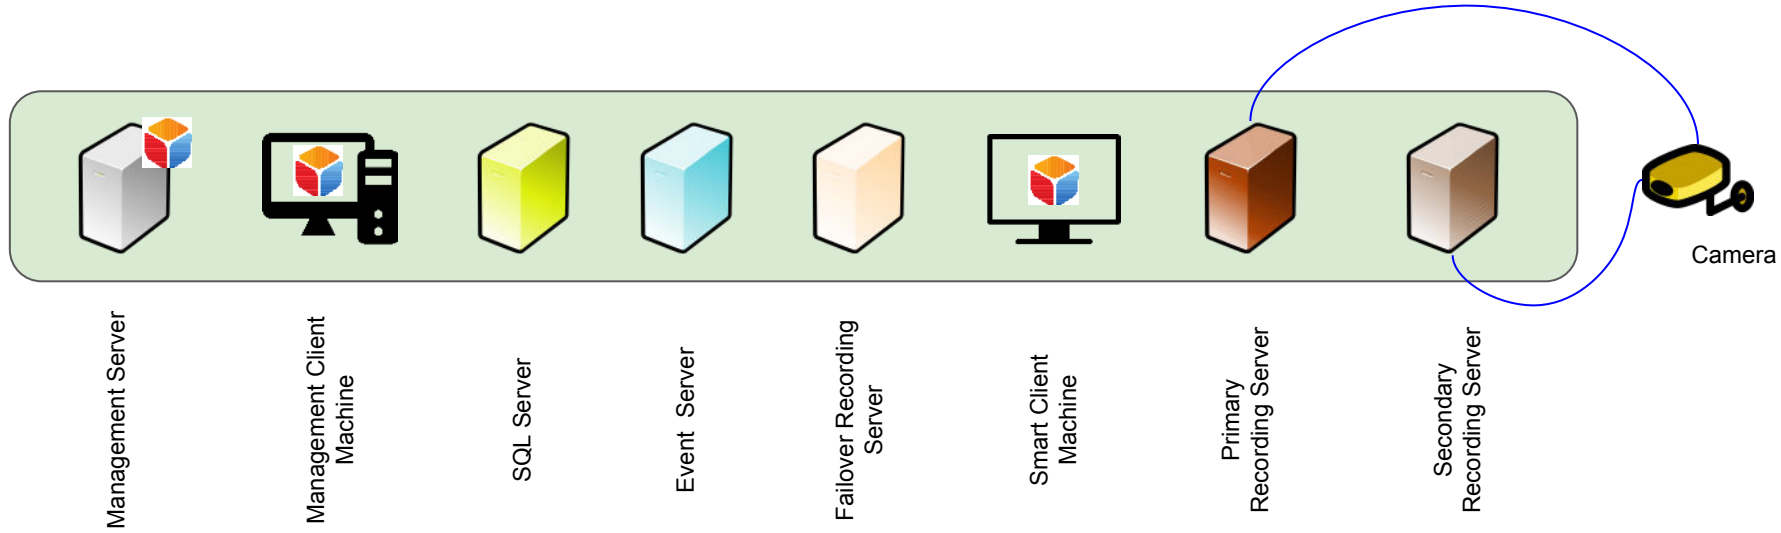 Camera
Management Server
Management Client
Machine
SQL Server
Event  Server
Failover Recording
Server
Smart Client
Machine
Primary
Recording Server
Secondary
Recording Server